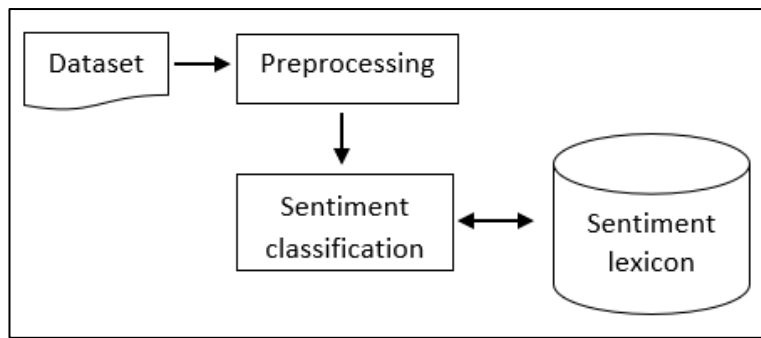 Dataset
Preprocessing
Sentiment
classification
Sentiment
lexicon